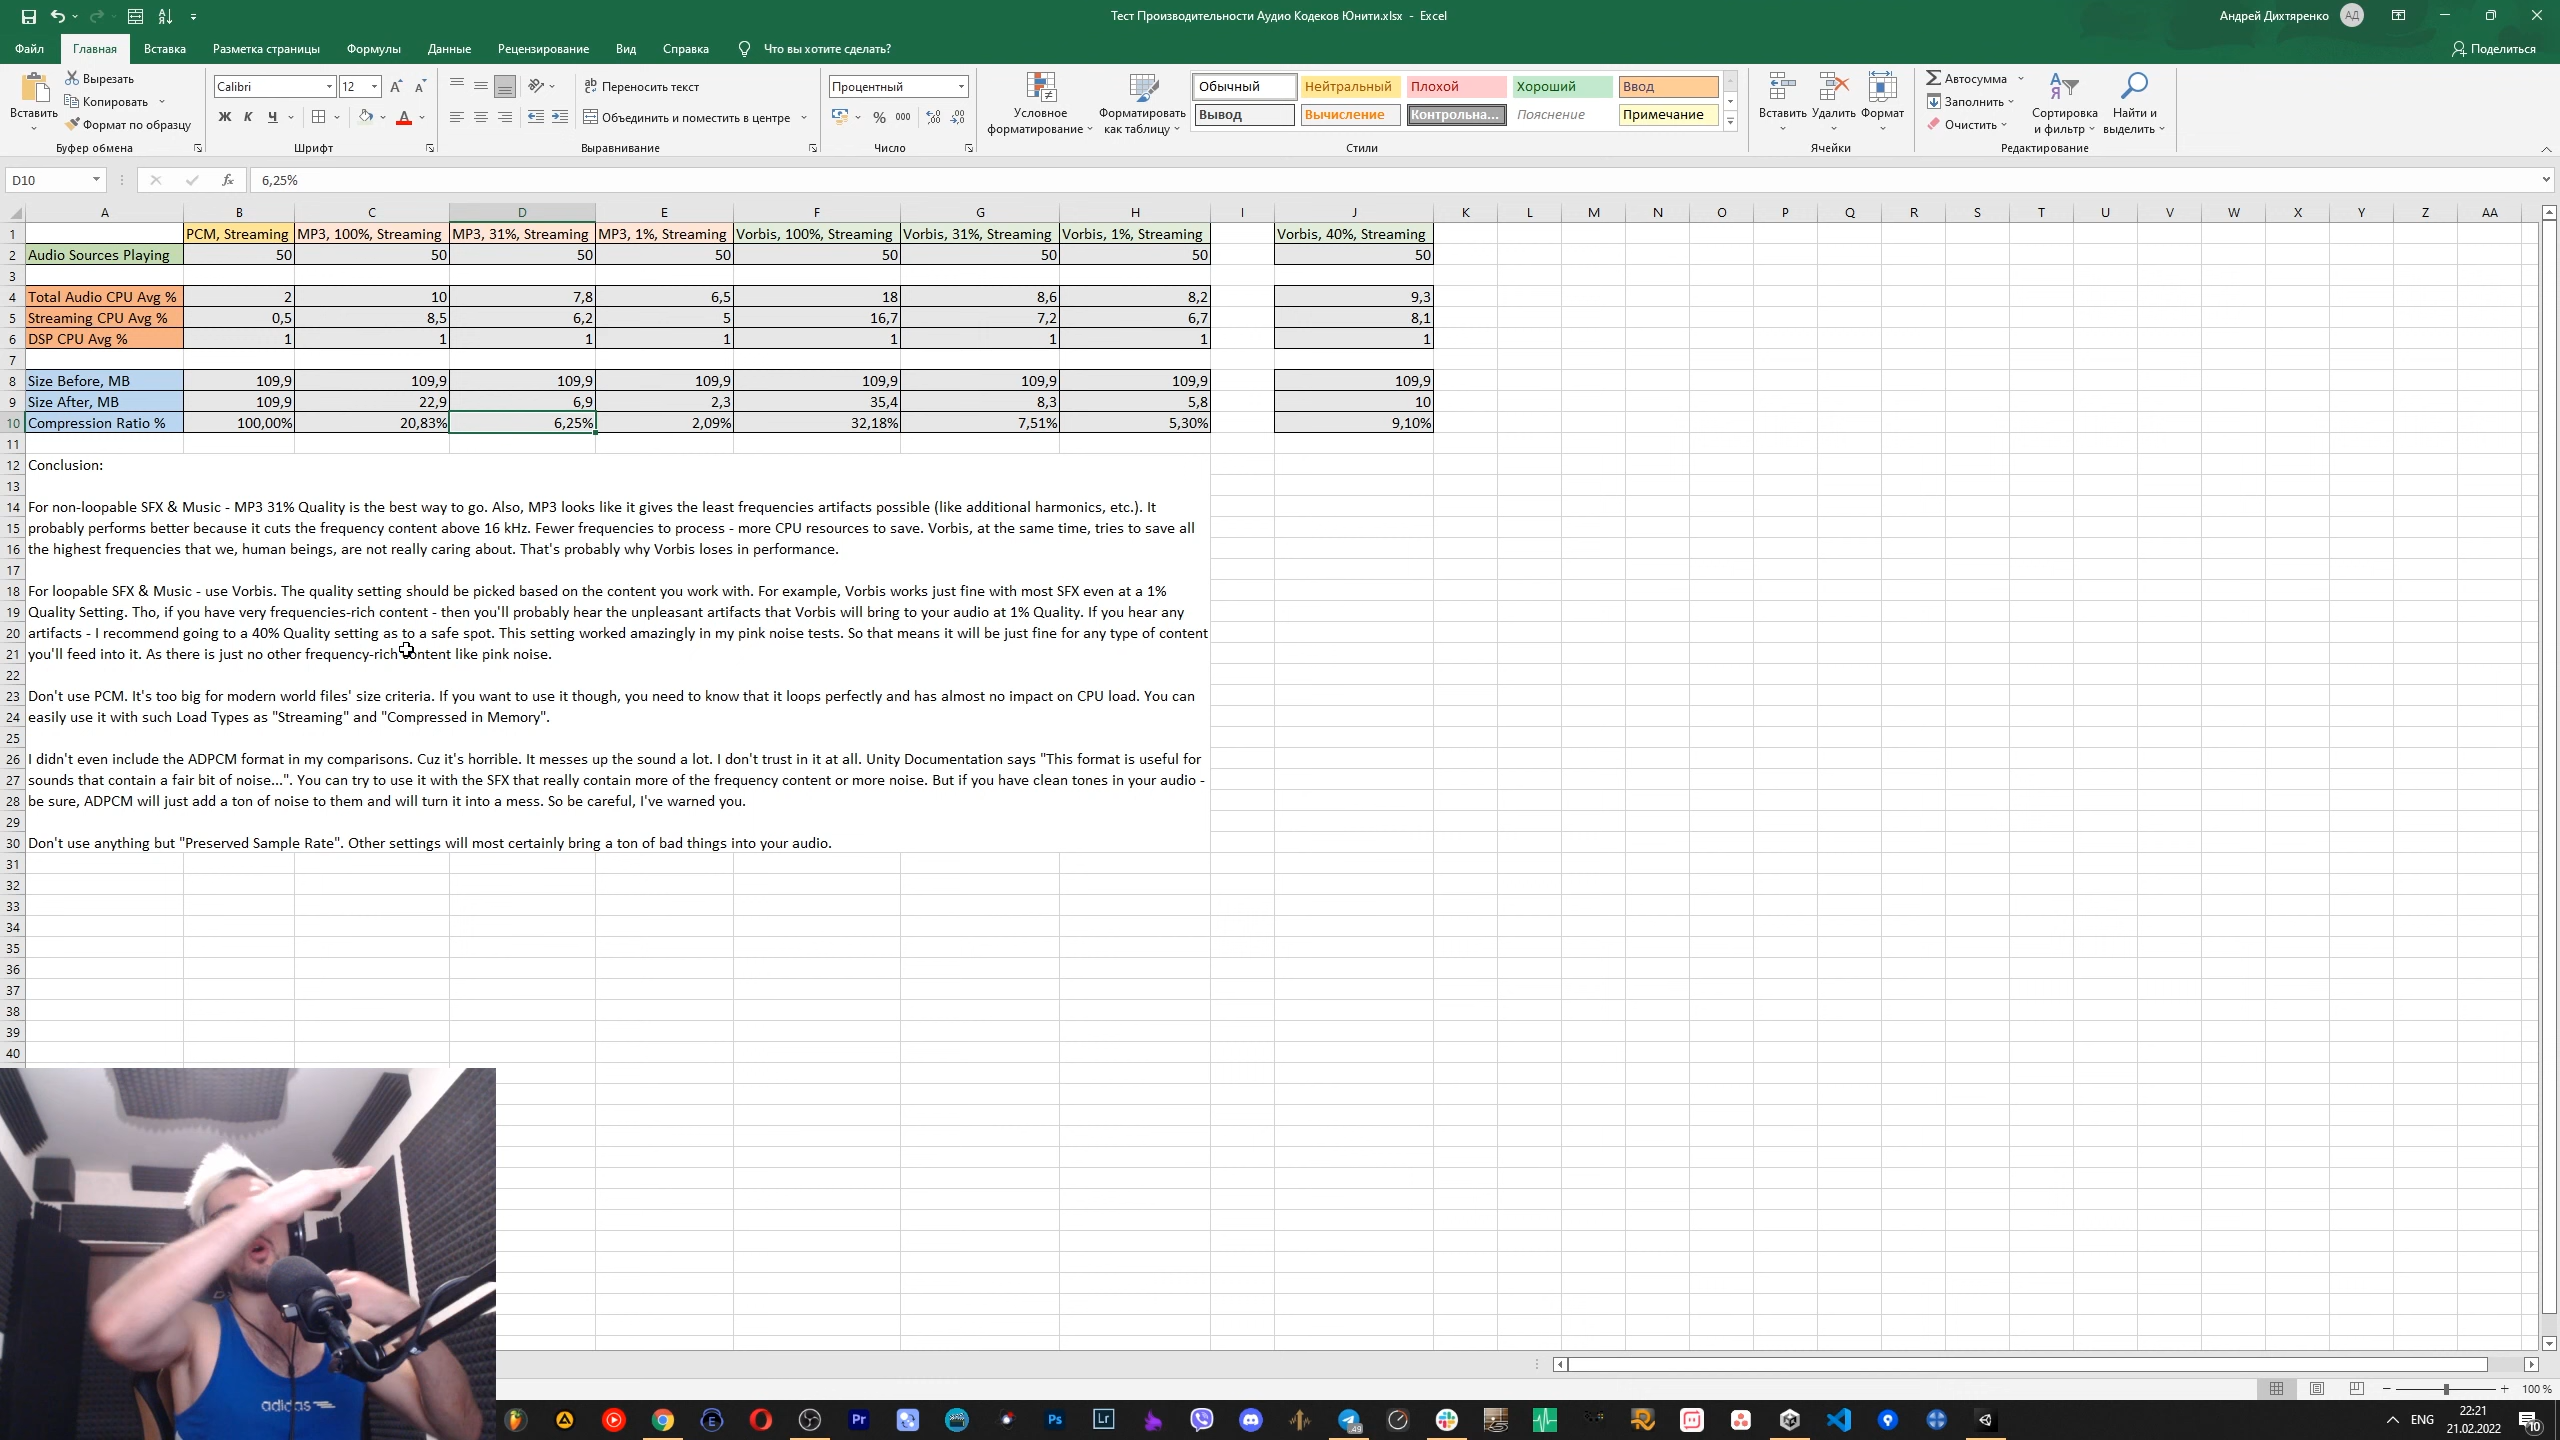 Тест Производительности Аудио Кодеков Юнити.xlsx - Excel
Андрей Дихтяренко
АД
Файл Главная Вставка Разметка страницы Формулы Данные Рецензирование Вид Справка Что вы хотите сделать?
Поделиться
Вставить
Вырезать
Копировать
Формат по образцу
Буфер обмена
Calibri 12
Ж К Ч
Шрифт
Переносить текст
Объединить и поместить в центре
Выравнивание
Процентный
% 000
Число
Условное форматирование
Форматировать как таблицу
Обычный Нейтральный Плохой Хороший Ввод
Вывод Вычисление Контрольна... Пояснение Примечание
Стили
Вставить Удалить Формат
Ячейки
Автосумма
Заполнить
Очистить
Сортировка и фильтр
Найти и выделить
Редактирование
D10 fx 6,25%
A B C D E F G H I J K L M N O P Q R S T U V W X Y Z AA
1 PCM, Streaming MP3, 100%, Streaming MP3, 31%, Streaming MP3, 1%, Streaming Vorbis, 100%, Streaming Vorbis, 31%, Streaming Vorbis, 1%, Streaming Vorbis, 40%, Streaming
2 Audio Sources Playing 50 50 50 50 50 50 50 50
3
4 Total Audio CPU Avg % 2 10 7,8 6,5 18 8,6 8,2 9,3
5 Streaming CPU Avg % 0,5 8,5 6,2 5 16,7 7,2 6,7 8,1
6 DSP CPU Avg % 1 1 1 1 1 1 1 1
7
8 Size Before, MB 109,9 109,9 109,9 109,9 109,9 109,9 109,9 109,9
9 Size After, MB 109,9 22,9 6,9 2,3 35,4 8,3 5,8 10
10 Compression Ratio % 100,00% 20,83% 6,25% 2,09% 32,18% 7,51% 5,30% 9,10%
11
12 Conclusion:
13
14 For non-loopable SFX & Music - MP3 31% Quality is the best way to go. Also, MP3 looks like it gives the least frequencies artifacts possible (like additional harmonics, etc.). It
15 probably performs better because it cuts the frequency content above 16 kHz. Fewer frequencies to process - more CPU resources to save. Vorbis, at the same time, tries to save all
16 the highest frequencies that we, human beings, are not really caring about. That's probably why Vorbis loses in performance.
17
18 For loopable SFX & Music - use Vorbis. The quality setting should be picked based on the content you work with. For example, Vorbis works just fine with most SFX even at a 1%
19 Quality Setting. Tho, if you have very frequencies-rich content - then you'll probably hear the unpleasant artifacts that Vorbis will bring to your audio at 1% Quality. If you hear any
20 artifacts - I recommend going to a 40% Quality setting as to a safe spot. This setting worked amazingly in my pink noise tests. So that means it will be just fine for any type of content
21 you'll feed into it. As there is just no other frequency-rich content like pink noise.
22
23 Don't use PCM. It's too big for modern world files' size criteria. If you want to use it though, you need to know that it loops perfectly and has almost no impact on CPU load. You can
24 easily use it with such Load Types as "Streaming" and "Compressed in Memory".
25
26 I didn't even include the ADPCM format in my comparisons. Cuz it's horrible. It messes up the sound a lot. I don't trust in it at all. Unity Documentation says "This format is useful for
27 sounds that contain a fair bit of noise...". You can try to use it with the SFX that really contain more of the frequency content or more noise. But if you have clean tones in your audio -
28 be sure, ADPCM will just add a ton of noise to them and will turn it into a mess. So be careful, I've warned you.
29
30 Don't use anything but "Preserved Sample Rate". Other settings will most certainly bring a ton of bad things into your audio.
31
32
33
34
35
36
37
38
39
40
adidas
100 %
Pr Ps Lr
49
ENG
22:21
21.02.2022
10